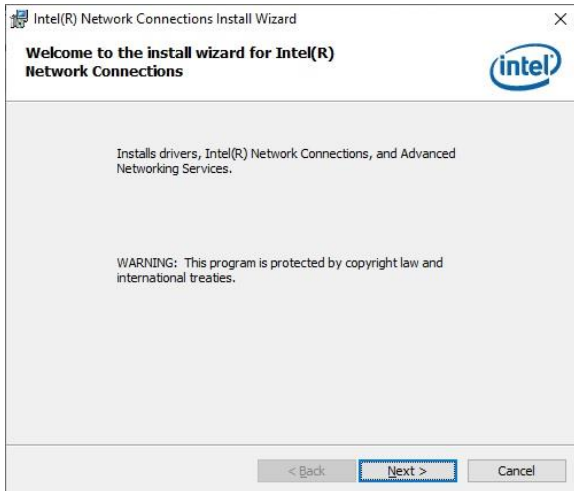 Intel(R) Network Connections Install Wizard
Welcome to the install wizard for Intel(R)
Network Connections
intel
Installs drivers, Intel(R) Network Connections, and Advanced
Networking Services.
WARNING: This program is protected by copyright law and
international treaties.
< Back
Next >
Cancel